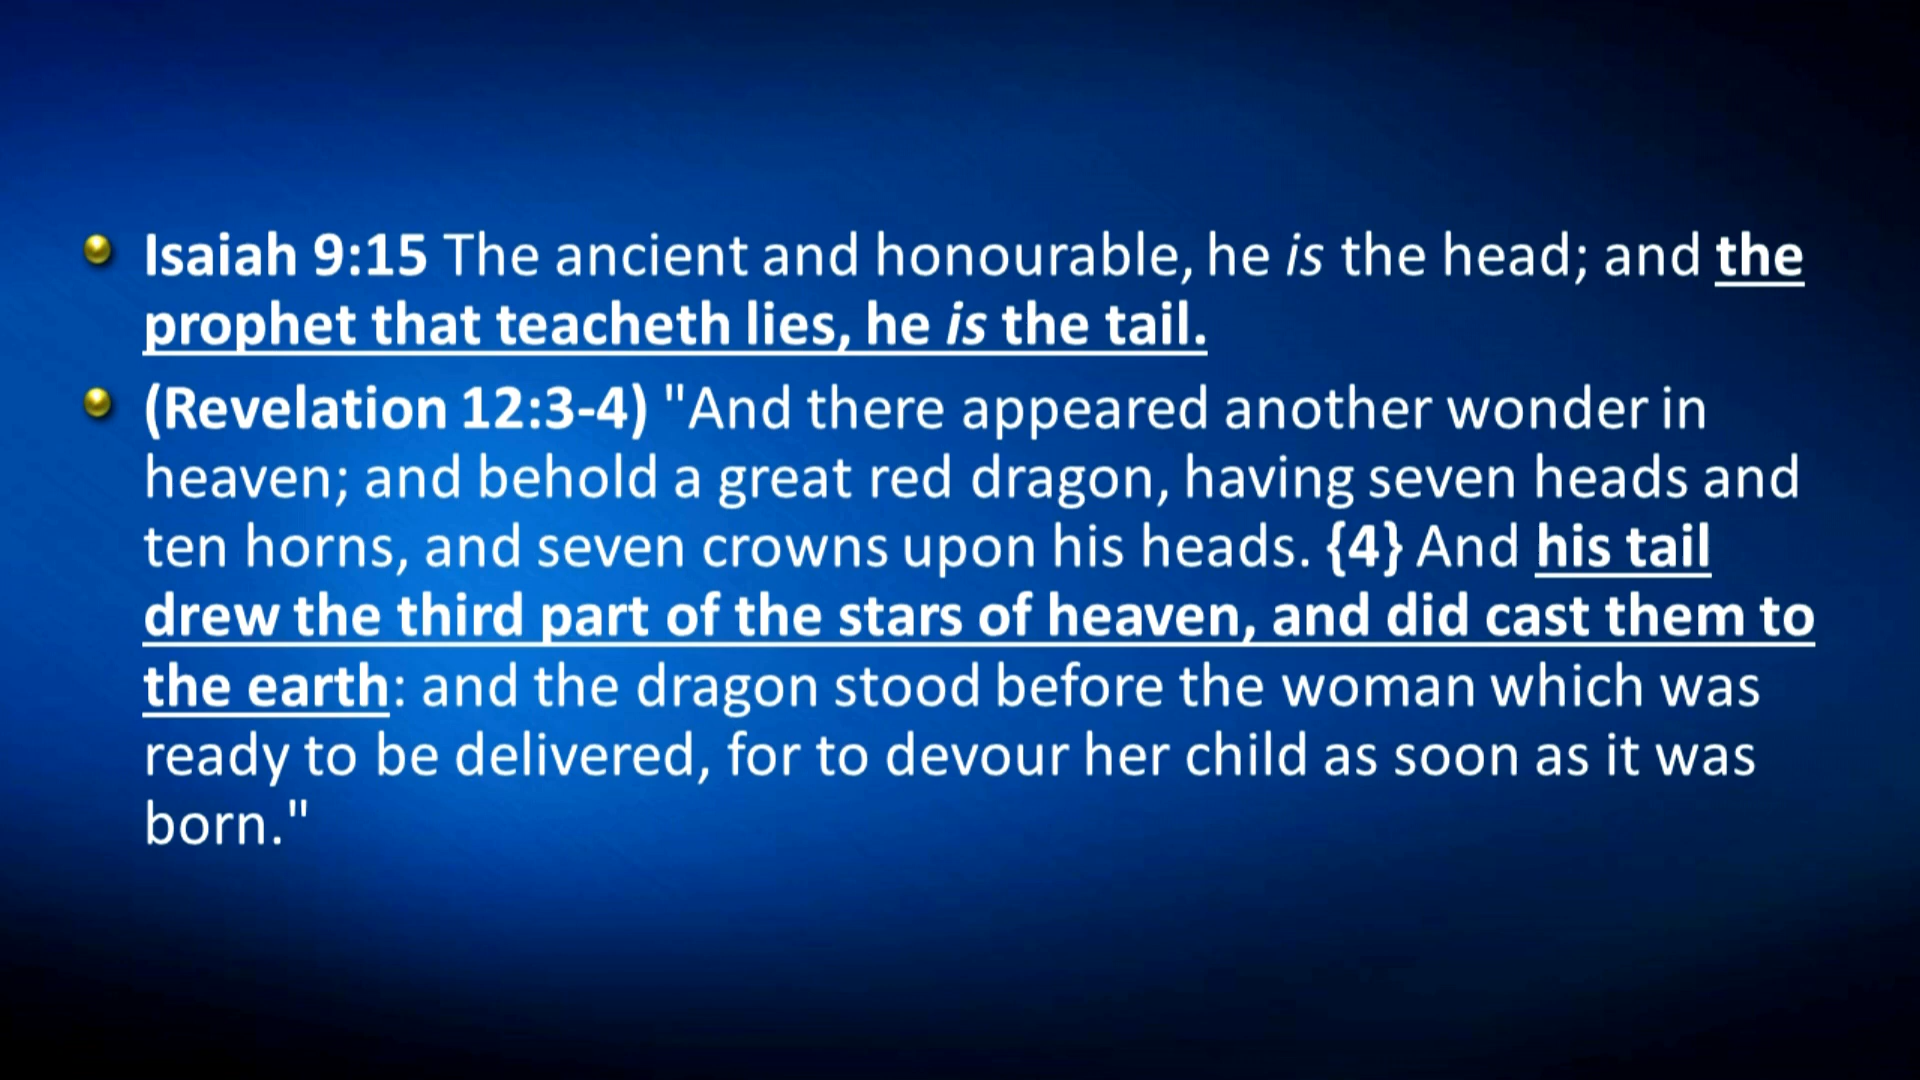 Isaiah 9:15 The ancient and honourable, he is the head; and the
prophet that teacheth lies, he is the tail.
(Revelation 12:3-4) "And there appeared another wonder in
heaven; and behold a great red dragon, having seven heads and
ten horns, and seven crowns upon his heads. {4} And his tail
drew the third part of the stars of heaven, and did cast them to
the earth: and the dragon stood before the woman which was
ready to be delivered, for to devour her child as soon as it was
born."